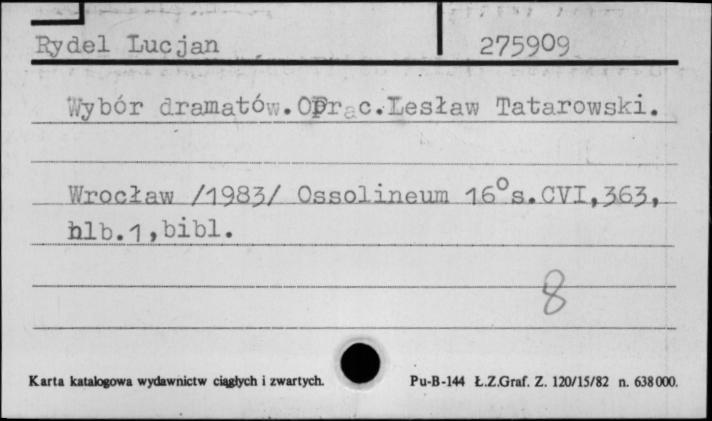 Rydel Lucjan 275909
Wybór dramatów.Oprac.Lesław Tatarowski.
Wrocław /1983/ Ossolineum 16°s.CVI,363,
nlb.1,bibl.
8
Karta katalogowa wydawnictw ciągłych i zwartych. Pu-B-144 Ł.Z.Graf. Z. 120/15/82 n. 638 000.